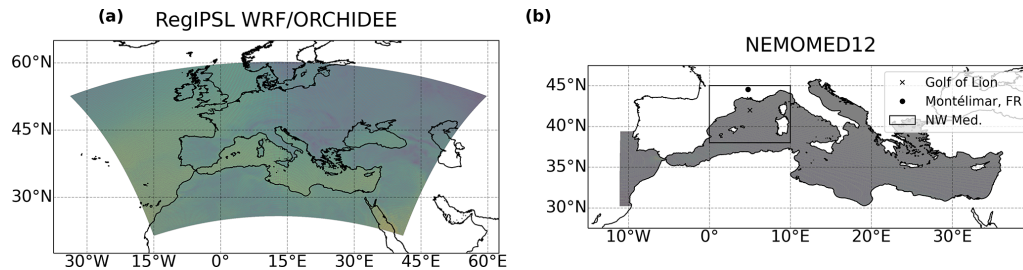 (a) RegIPSL WRF/ORCHIDEE
60°N
45°N
30°N
30°W 15°W 0° 15°E 30°E 45°E 60°E
(b)
NEMOMED12
45°N
40°N
35°N
30°N
10°W 0° 10°E 20°E 30°E
Golf of Lion
Montélimar, FR
NW Med.